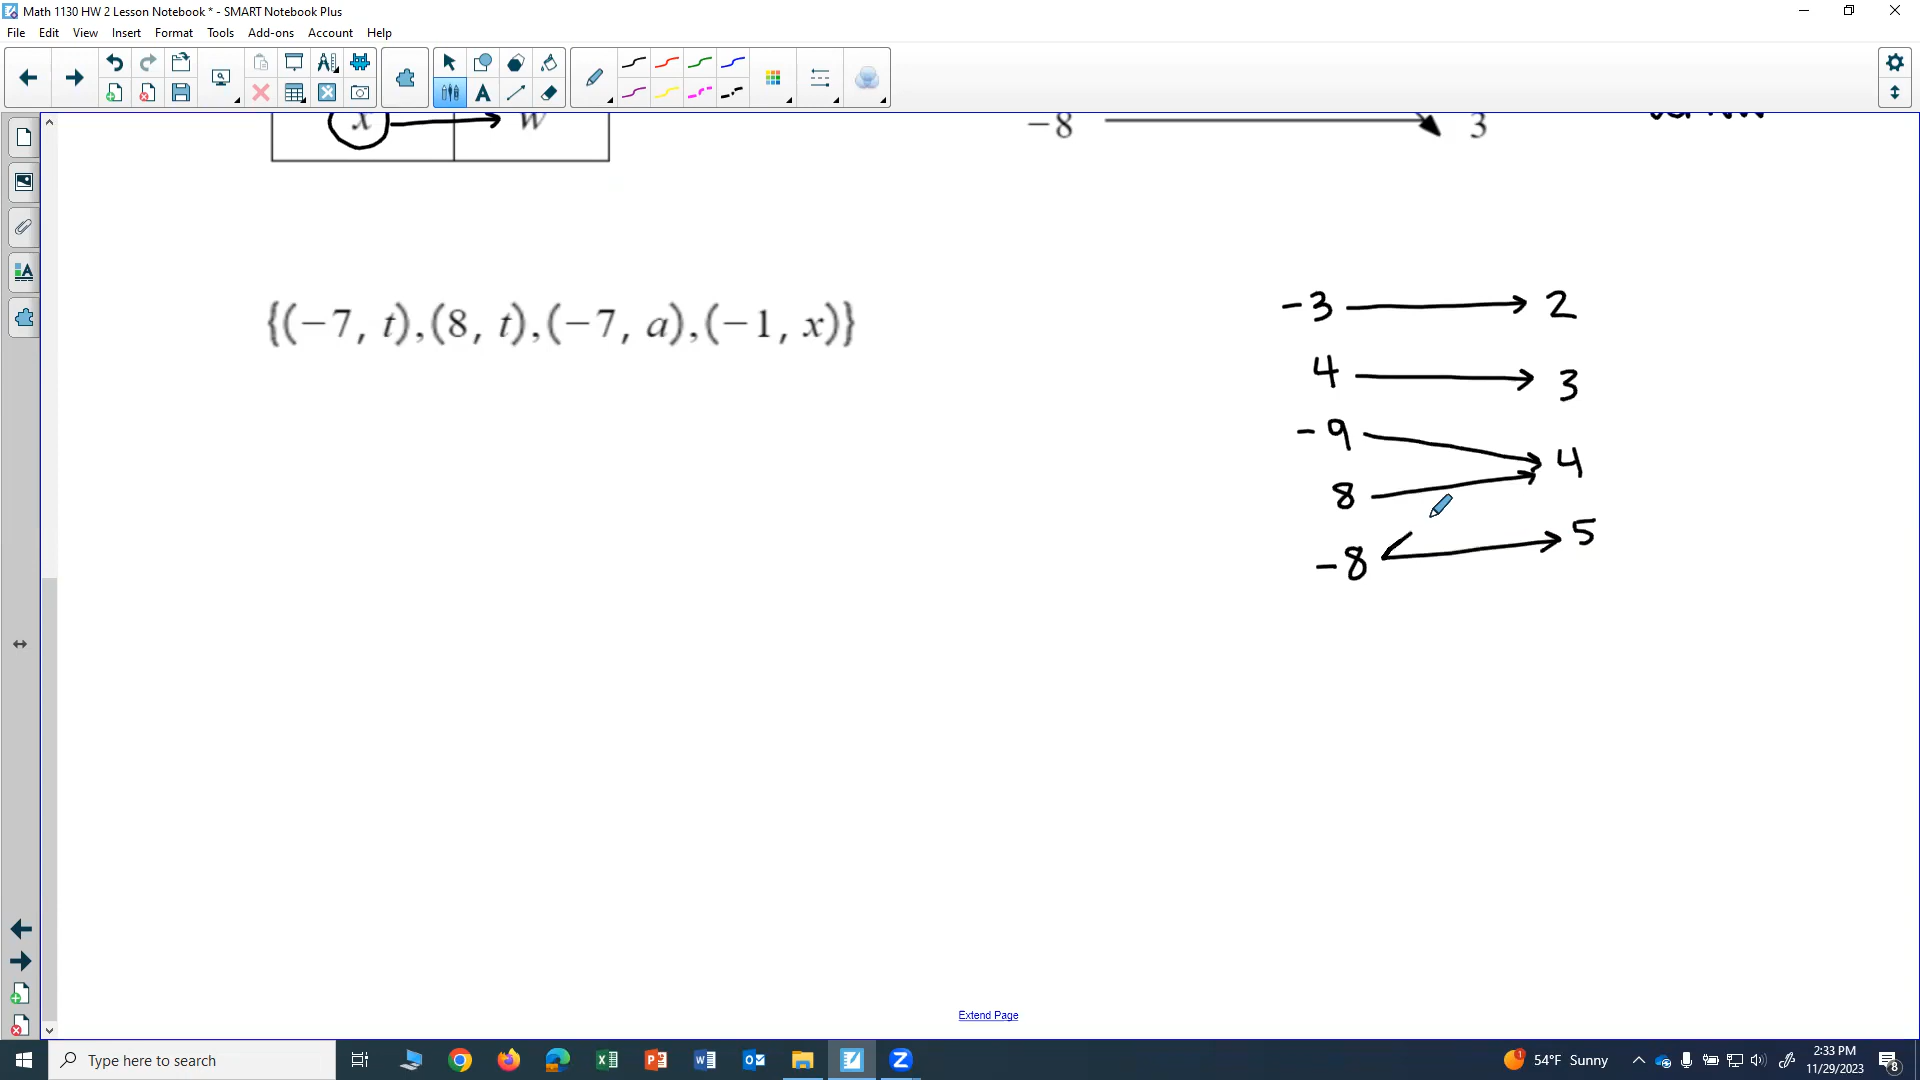 Math 1130 HW 2 Lesson Notebook * - SMART Notebook Plus
File Edit View Insert Format Tools Add-ons Account Help
x → w
−8 → 3
{(−7, t),(8, t),(−7, a),(−1, x)}
-3 → 2
4 → 3
-9
4
8
-8 → 5
Extend Page
Type here to search
54°F Sunny
2:33 PM
11/29/2023
8